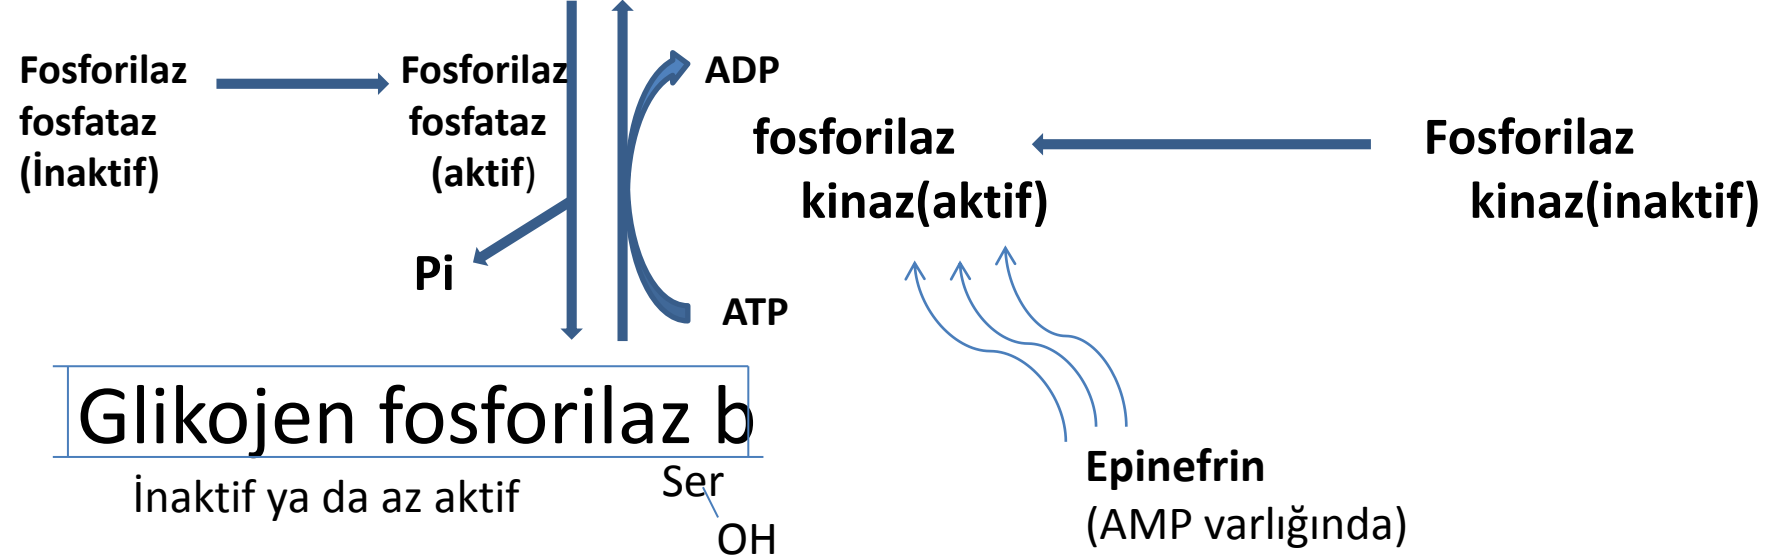 Fosforilaz
fosfataz
(İnaktif)
Fosforilaz
fosfataz
(aktif)
ADP
fosforilaz
kinaz(aktif)
Fosforilaz
kinaz(inaktif)
Pi
ATP
Glikojen fosforilaz b
İnaktif ya da az aktif
Ser
OH
Epinefrin
(AMP varlığında)